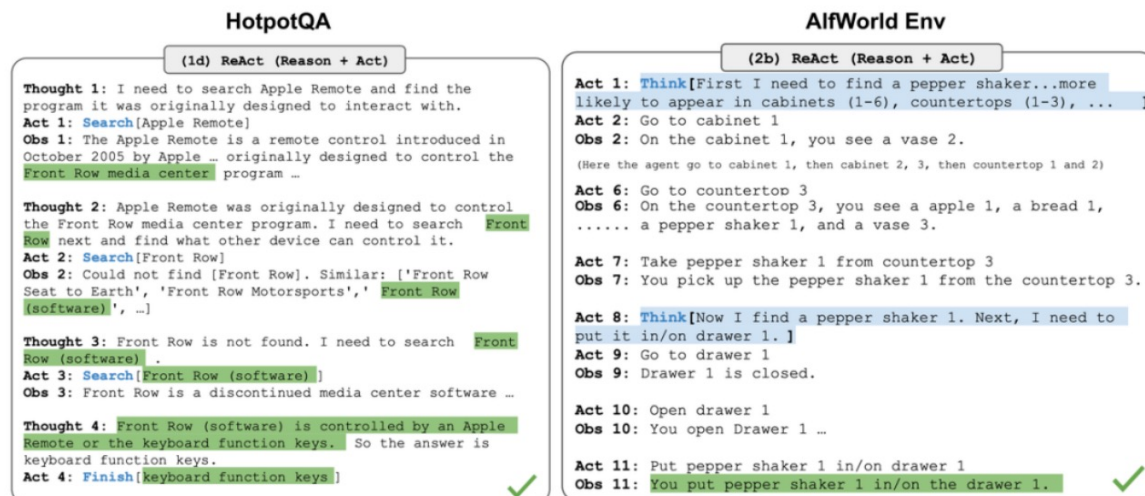 HotpotQA
(1d) ReAct (Reason + Act)
Thought 1: I need to search Apple Remote and find the
program it was originally designed to interact with.
Act 1: Search[Apple Remote]
Obs 1: The Apple Remote is a remote control introduced in
October 2005 by Apple … originally designed to control the
Front Row media center program …
Thought 2: Apple Remote was originally designed to control
the Front Row media center program. I need to search Front
Row next and find what other device can control it.
Act 2: Search[Front Row]
Obs 2: Could not find [Front Row]. Similar: ['Front Row
Seat to Earth', 'Front Row Motorsports',' Front Row
(software)', …]
Thought 3: Front Row is not found. I need to search Front
Row (software) .
Act 3: Search[Front Row (software)]
Obs 3: Front Row is a discontinued media center software …
Thought 4: Front Row (software) is controlled by an Apple
Remote or the keyboard function keys. So the answer is
keyboard function keys.
Act 4: Finish[keyboard function keys]
AlfWorld Env
(2b) ReAct (Reason + Act)
Act 1: Think[First I need to find a pepper shaker...more
likely to appear in cabinets (1-6), countertops (1-3), ... ]
Act 2: Go to cabinet 1
Obs 2: On the cabinet 1, you see a vase 2.
(Here the agent go to cabinet 1, then cabinet 2, 3, then countertop 1 and 2)
Act 6: Go to countertop 3
Obs 6: On the countertop 3, you see a apple 1, a bread 1,
...... a pepper shaker 1, and a vase 3.
Act 7: Take pepper shaker 1 from countertop 3
Obs 7: You pick up the pepper shaker 1 from the countertop 3.
Act 8: Think[Now I find a pepper shaker 1. Next, I need to
put it in/on drawer 1. ]
Act 9: Go to drawer 1
Obs 9: Drawer 1 is closed.
Act 10: Open drawer 1
Obs 10: You open Drawer 1 …
Act 11: Put pepper shaker 1 in/on drawer 1
Obs 11: You put pepper shaker 1 in/on the drawer 1.